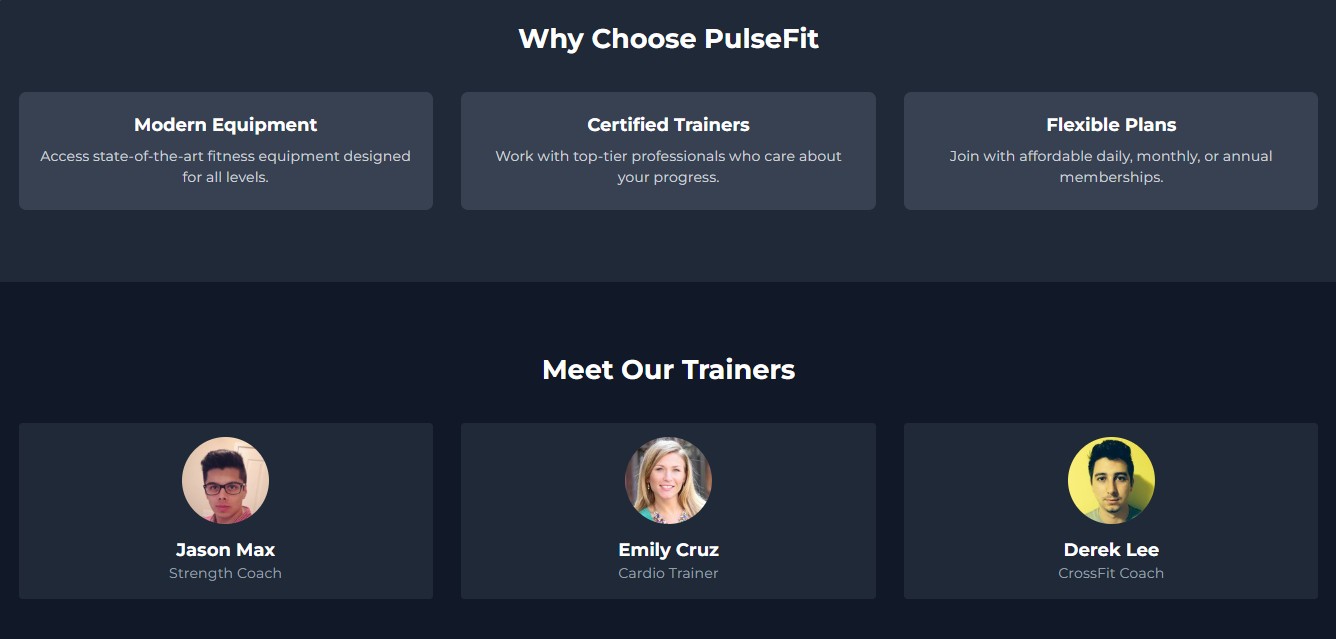 Why Choose PulseFit
Modern Equipment
Access state-of-the-art fitness equipment designed
for all levels.
Certified Trainers
Work with top-tier professionals who care about
your progress.
Flexible Plans
Join with affordable daily, monthly, or annual
memberships.
Meet Our Trainers
Jason Max
Strength Coach
Emily Cruz
Cardio Trainer
Derek Lee
CrossFit Coach